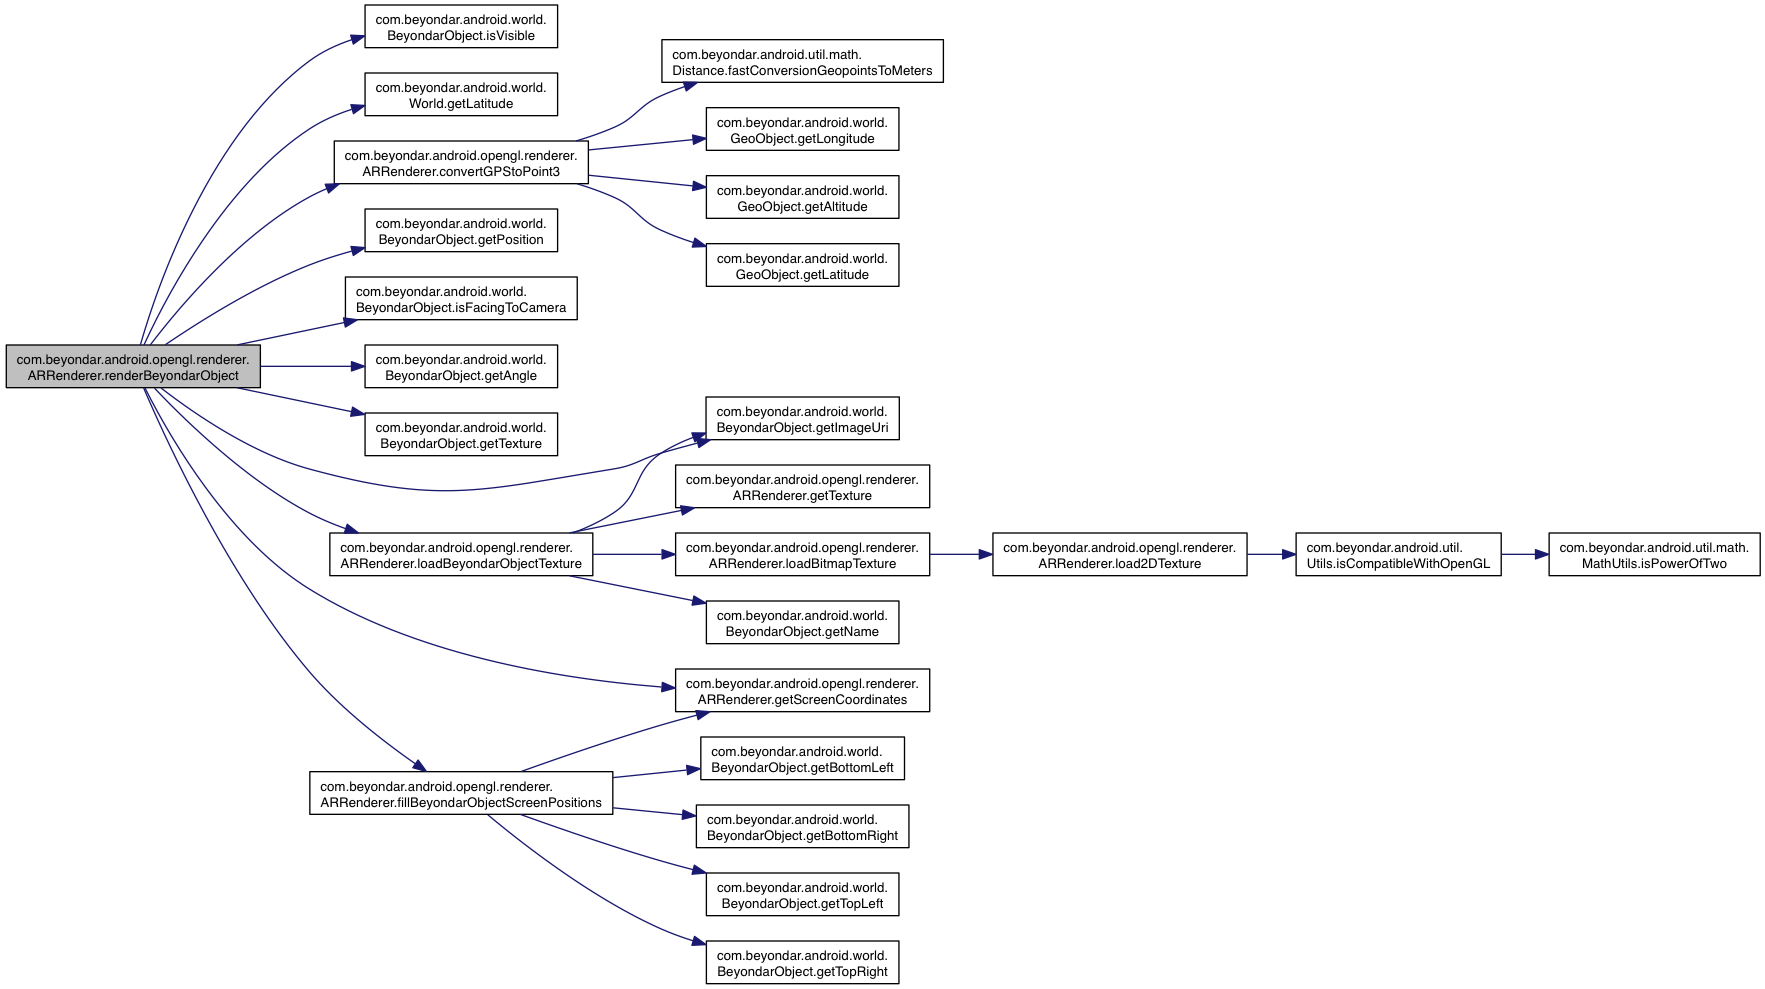 com.beyondar.android.world.
BeyondarObject.isVisible
com.beyondar.android.world.
World.getLatitude
com.beyondar.android.opengl.renderer.
ARRenderer.convertGPStoPoint3
com.beyondar.android.world.
BeyondarObject.getPosition
com.beyondar.android.world.
BeyondarObject.isFacingToCamera
com.beyondar.android.opengl.renderer.
ARRenderer.renderBeyondarObject
com.beyondar.android.world.
BeyondarObject.getAngle
com.beyondar.android.world.
BeyondarObject.getTexture
com.beyondar.android.opengl.renderer.
ARRenderer.loadBeyondarObjectTexture
com.beyondar.android.opengl.renderer.
ARRenderer.fillBeyondarObjectScreenPositions
com.beyondar.android.util.math.
Distance.fastConversionGeopointsToMeters
com.beyondar.android.world.
GeoObject.getLongitude
com.beyondar.android.world.
GeoObject.getAltitude
com.beyondar.android.world.
GeoObject.getLatitude
com.beyondar.android.world.
BeyondarObject.getImageUri
com.beyondar.android.opengl.renderer.
ARRenderer.getTexture
com.beyondar.android.opengl.renderer.
ARRenderer.loadBitmapTexture
com.beyondar.android.world.
BeyondarObject.getName
com.beyondar.android.opengl.renderer.
ARRenderer.getScreenCoordinates
com.beyondar.android.world.
BeyondarObject.getBottomLeft
com.beyondar.android.world.
BeyondarObject.getBottomRight
com.beyondar.android.world.
BeyondarObject.getTopLeft
com.beyondar.android.world.
BeyondarObject.getTopRight
com.beyondar.android.opengl.renderer.
ARRenderer.load2DTexture
com.beyondar.android.util.
Utils.isCompatibleWithOpenGL
com.beyondar.android.util.math.
MathUtils.isPowerOfTwo